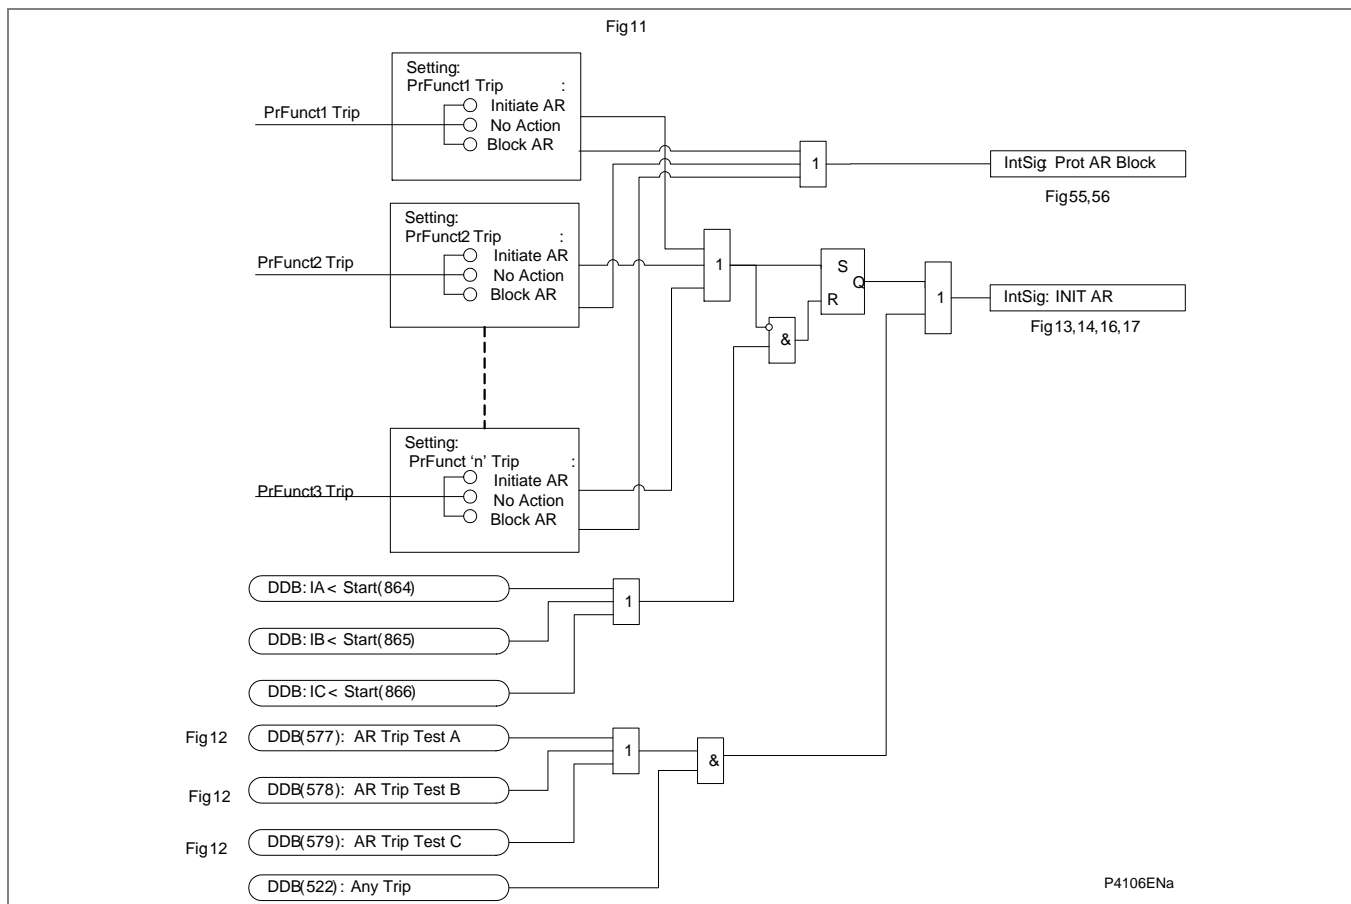 Fig11
Setting:
PrFunct1 Trip :
Initiate AR
No Action
Block AR
PrFunct1 Trip
1
IntSig: Prot AR Block
Fig55,56
Setting:
PrFunct2 Trip :
Initiate AR
No Action
Block AR
PrFunct2 Trip
1
S
Q
R
&
1
IntSig: INIT AR
Fig13,14,16,17
Setting:
PrFunct 'n' Trip :
Initiate AR
No Action
Block AR
PrFunct3 Trip
DDB: IA < Start(864)
1
DDB: IB < Start(865)
DDB: IC < Start(866)
Fig12 DDB(577): AR Trip Test A
1
&
Fig12 DDB(578): AR Trip Test B
Fig12 DDB(579): AR Trip Test C
DDB(522): Any Trip
P4106ENa